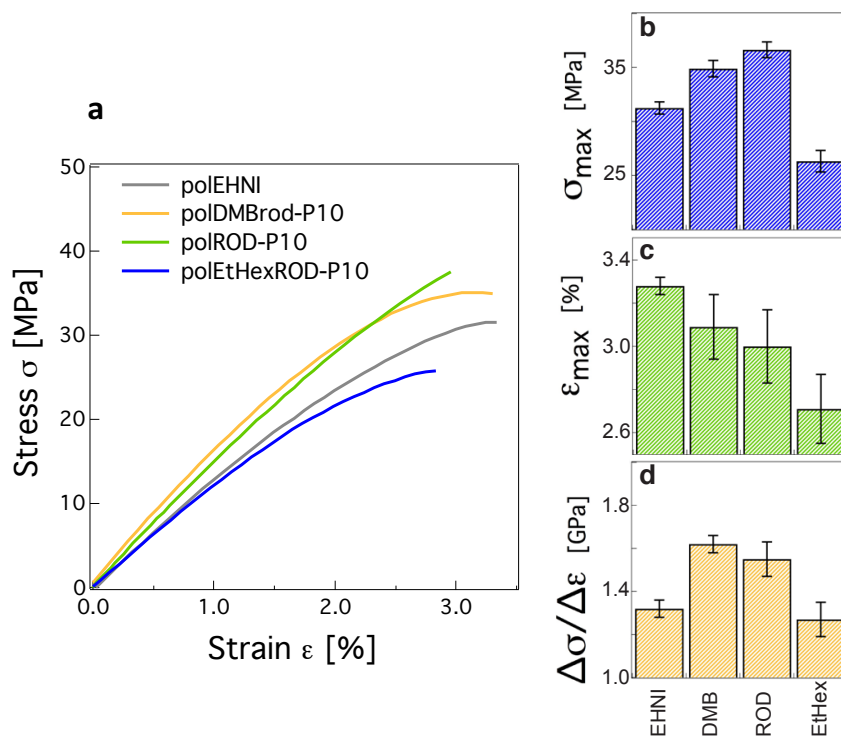 a
50
40
30
20
10
0
Stress σ [MPa]
polEHNI
polDMBrod-P10
polROD-P10
polEtHexROD-P10
0.0 1.0 2.0 3.0
Strain ε [%]
b
35
25
σmax [MPa]
c
3.4
3.0
2.6
εmax [%]
d
1.8
1.4
1.0
Δσ/Δε [GPa]
EHNI
DMB
ROD
EtHex